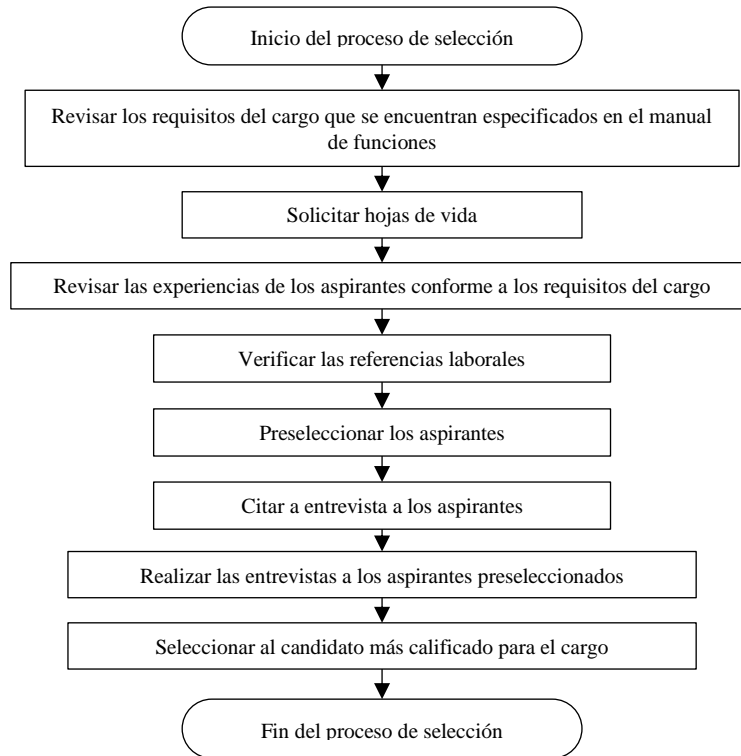 Inicio del proceso de selección
Revisar los requisitos del cargo que se encuentran especificados en el manual
de funciones
Solicitar hojas de vida
Revisar las experiencias de los aspirantes conforme a los requisitos del cargo
Verificar las referencias laborales
Preseleccionar los aspirantes
Citar a entrevista a los aspirantes
Realizar las entrevistas a los aspirantes preseleccionados
Seleccionar al candidato más calificado para el cargo
Fin del proceso de selección